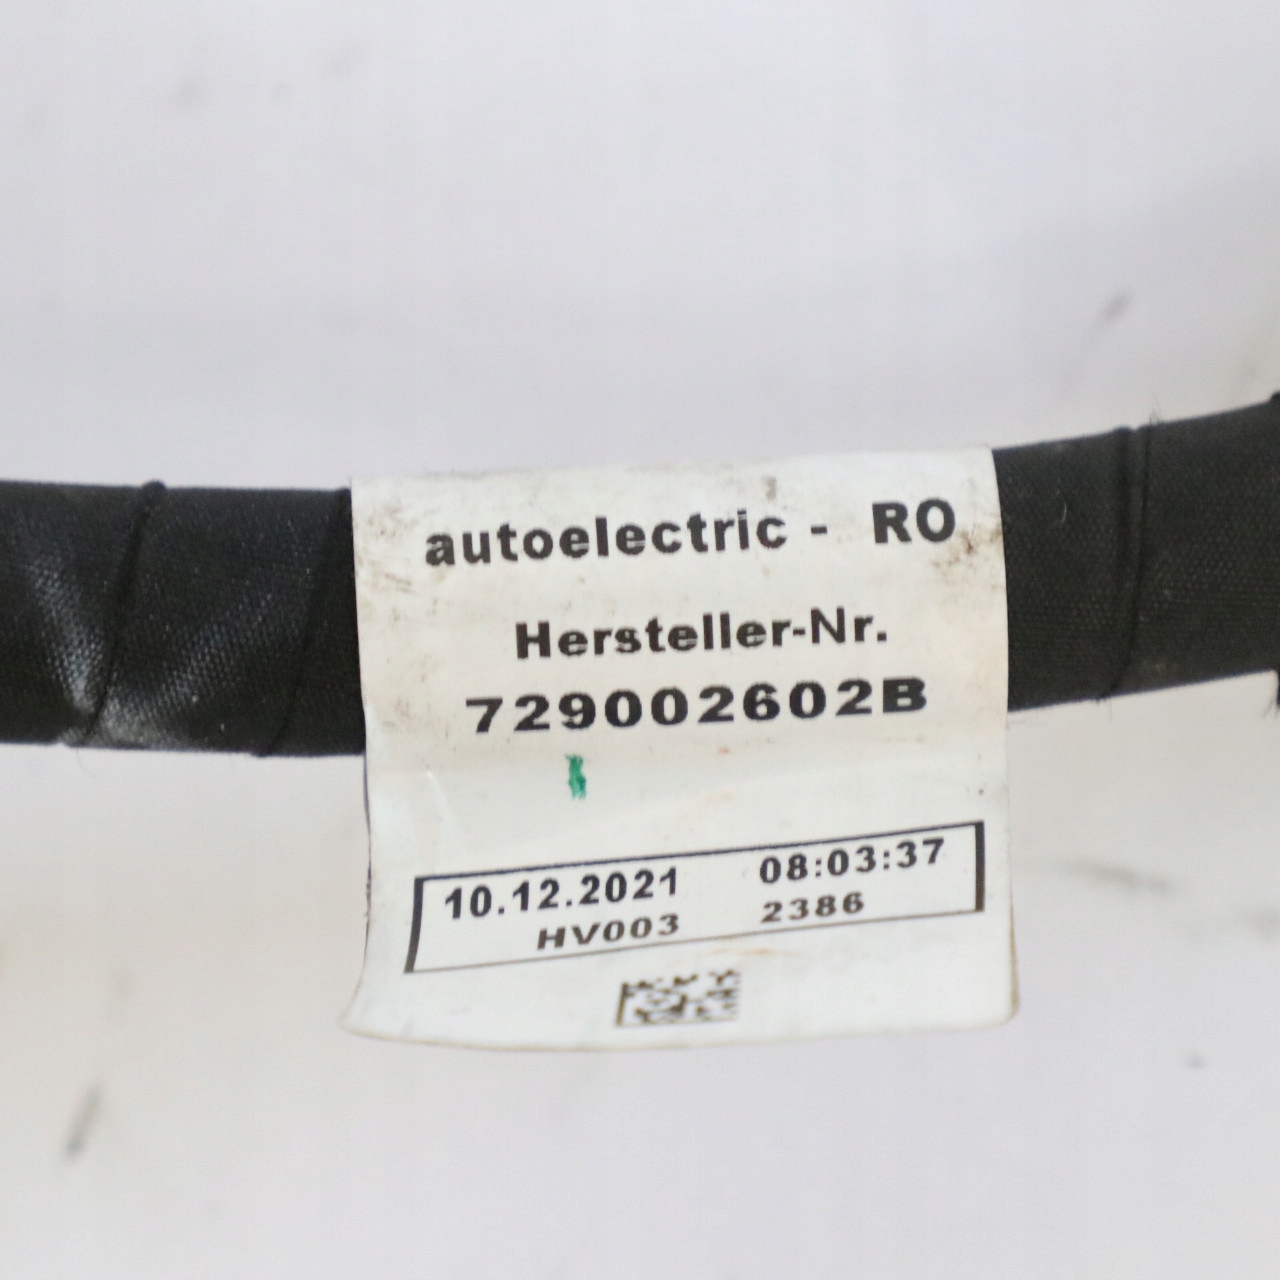 autoelectric - RO
Hersteller-Nr.
729002602B
10.12.2021 08:03:37
HV003 2386